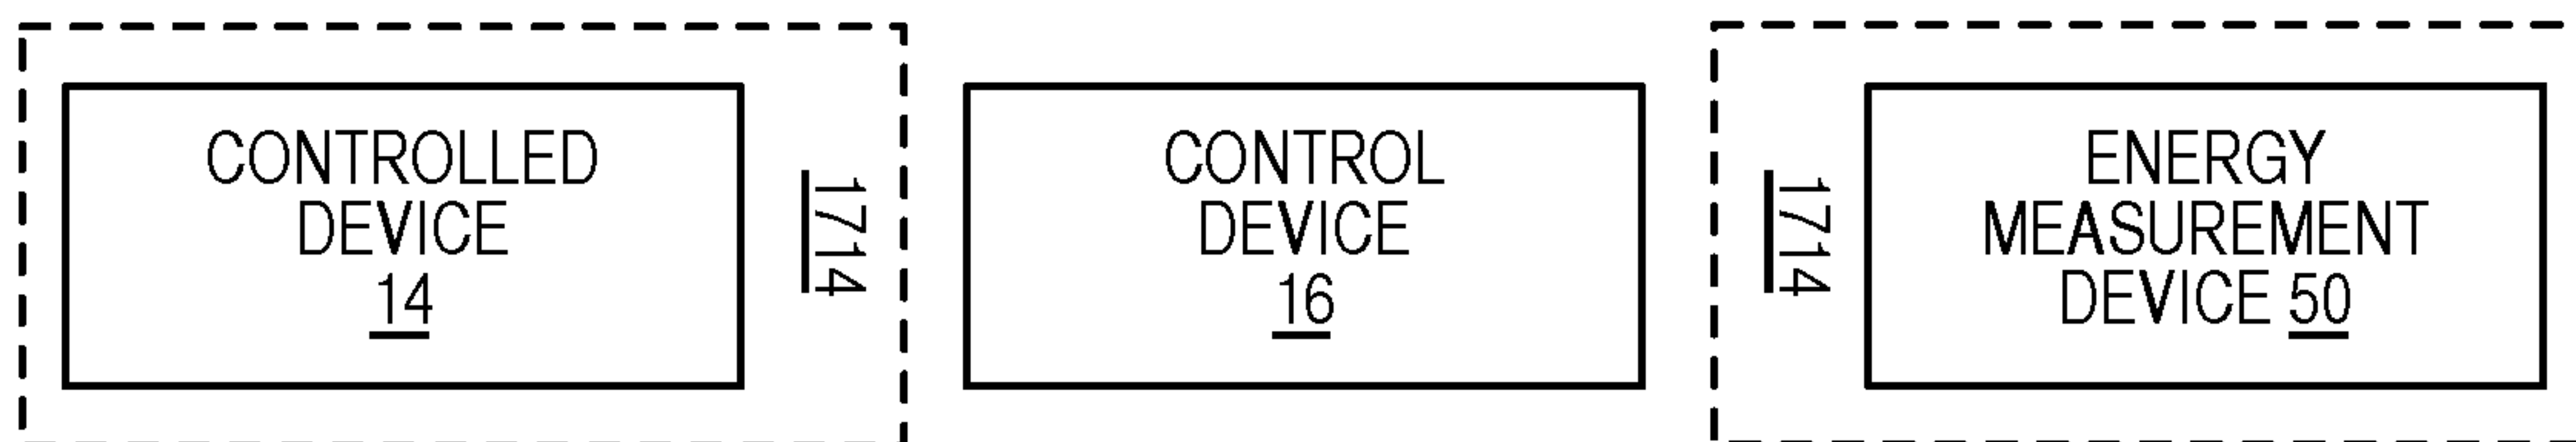 CONTROLLED
DEVICE
14
1714
CONTROL
DEVICE
16
1714
ENERGY
MEASUREMENT
DEVICE 50